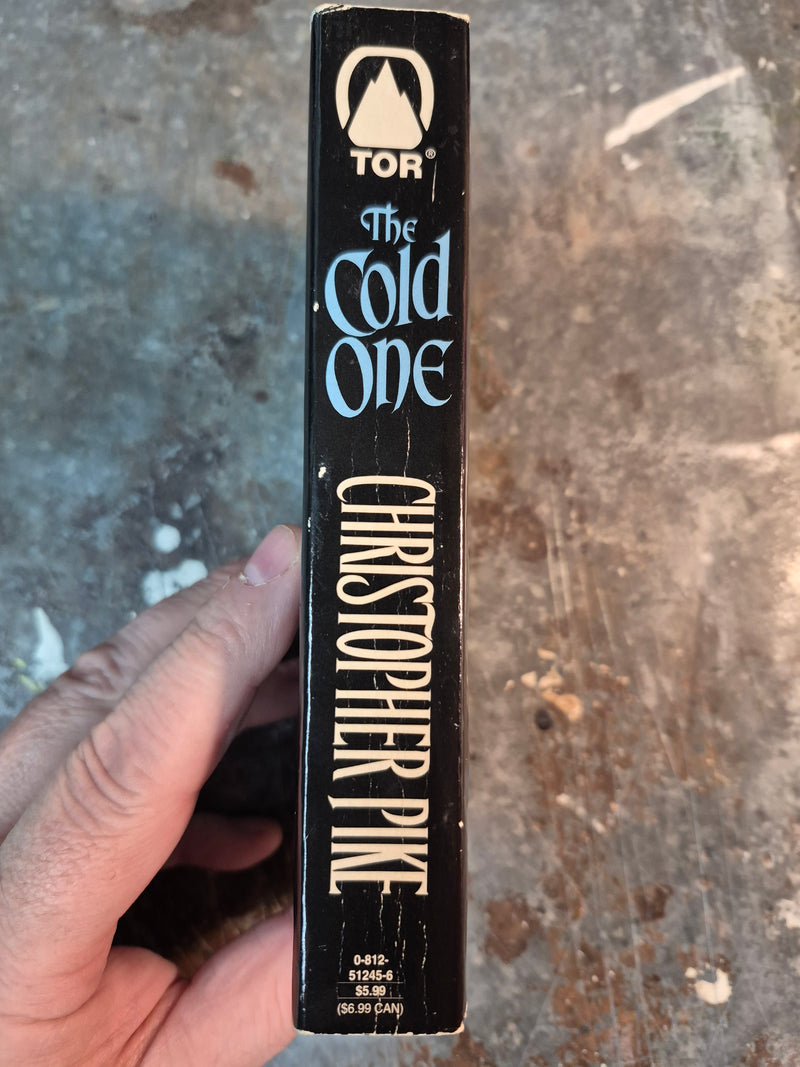 TOR®
The
Cold
One
CHRISTOPHER PIKE
0-812-
51245-6
$5.99
($6.99 CAN)